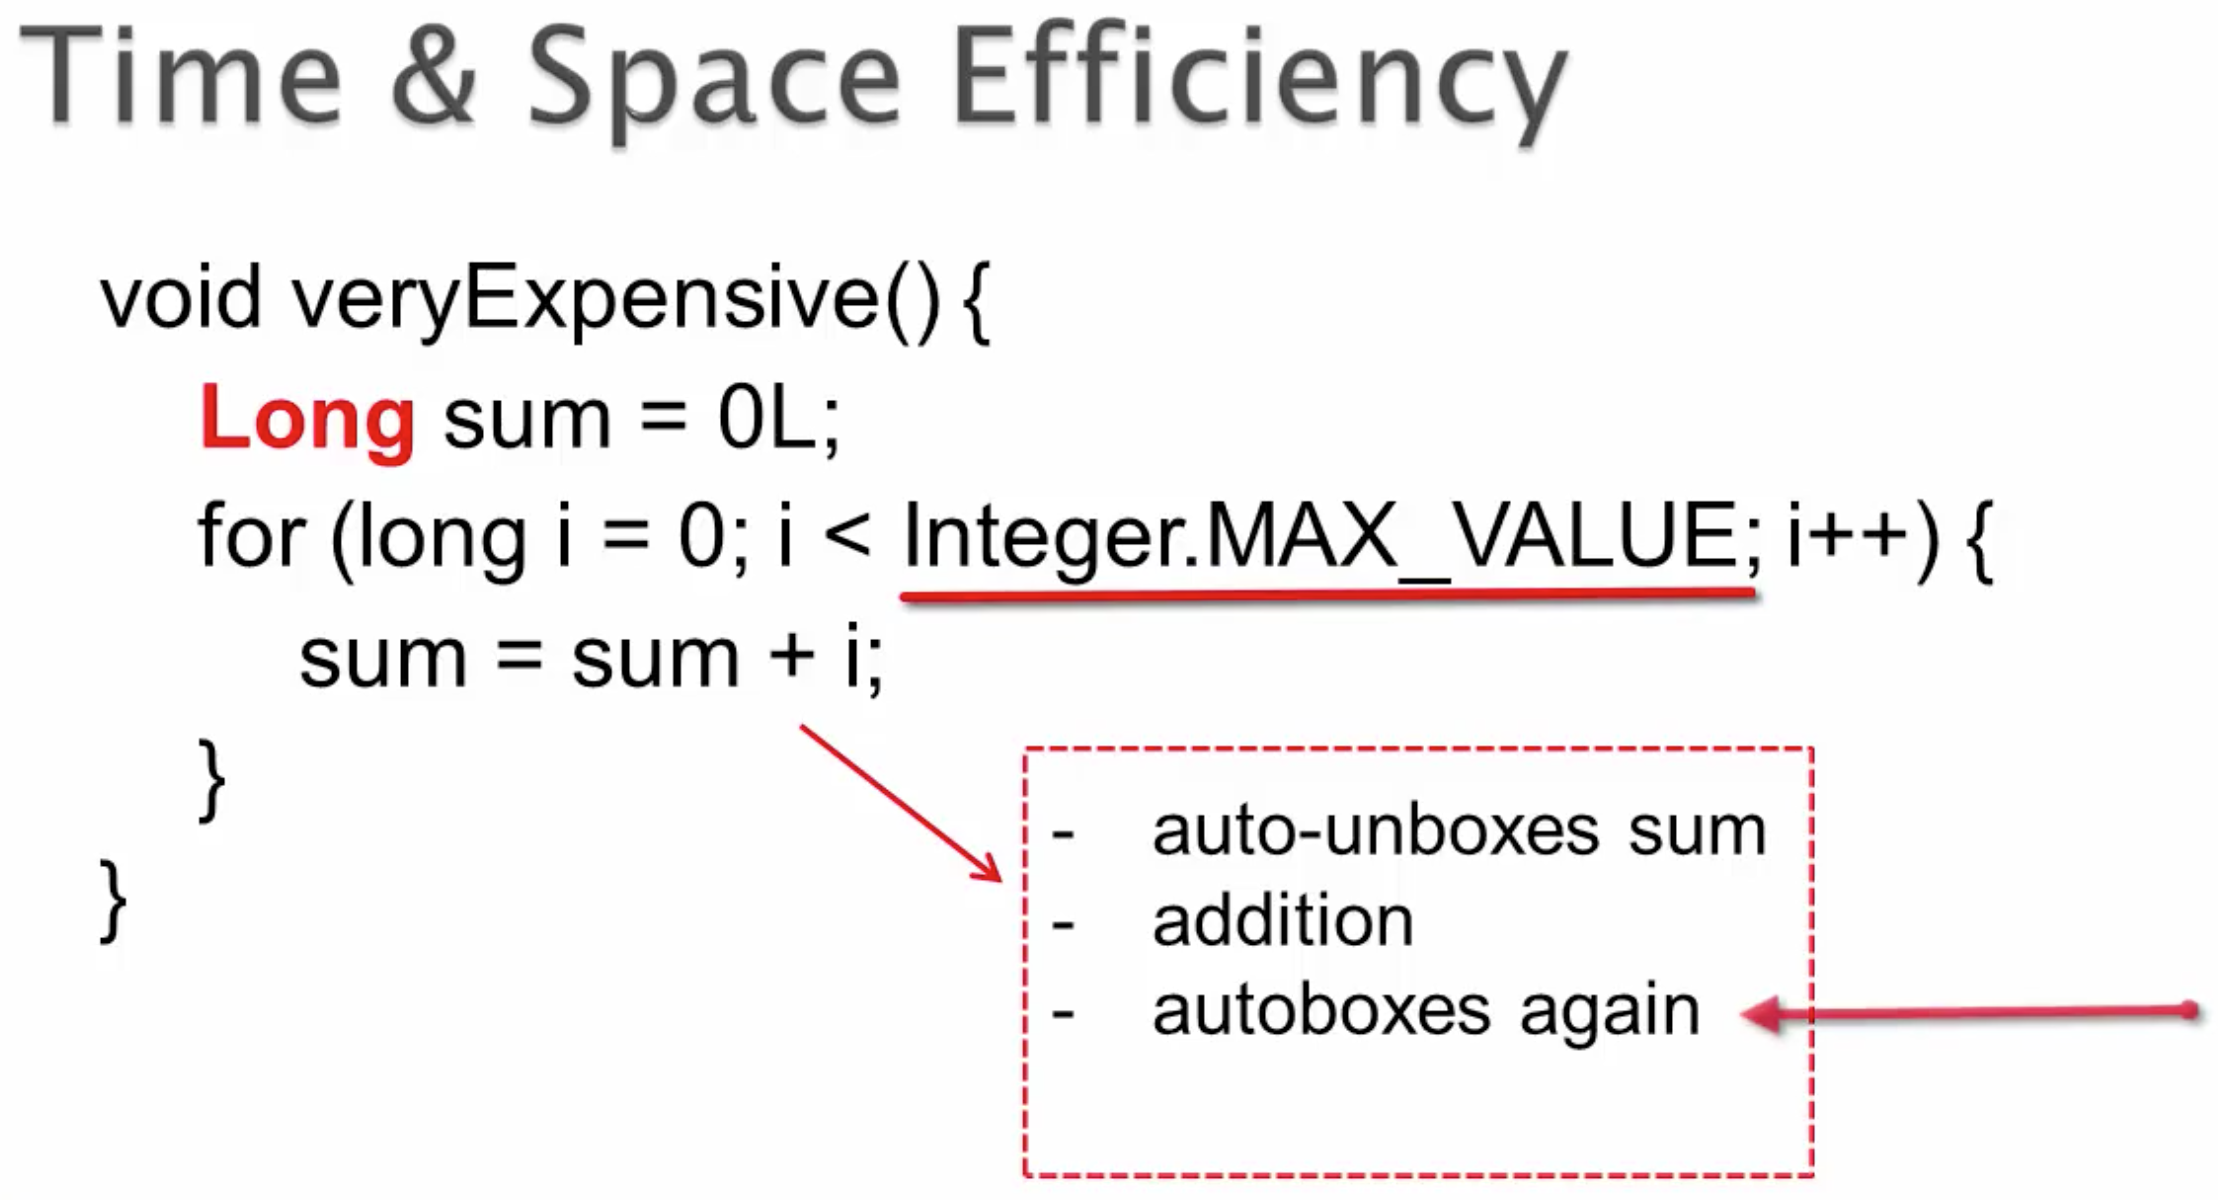 Time & Space Efficiency
void veryExpensive() {
Long sum = 0L;
for (long i = 0; i < Integer.MAX_VALUE; i++) {
sum = sum + i;
}
}
- auto-unboxes sum
- addition
- autoboxes again